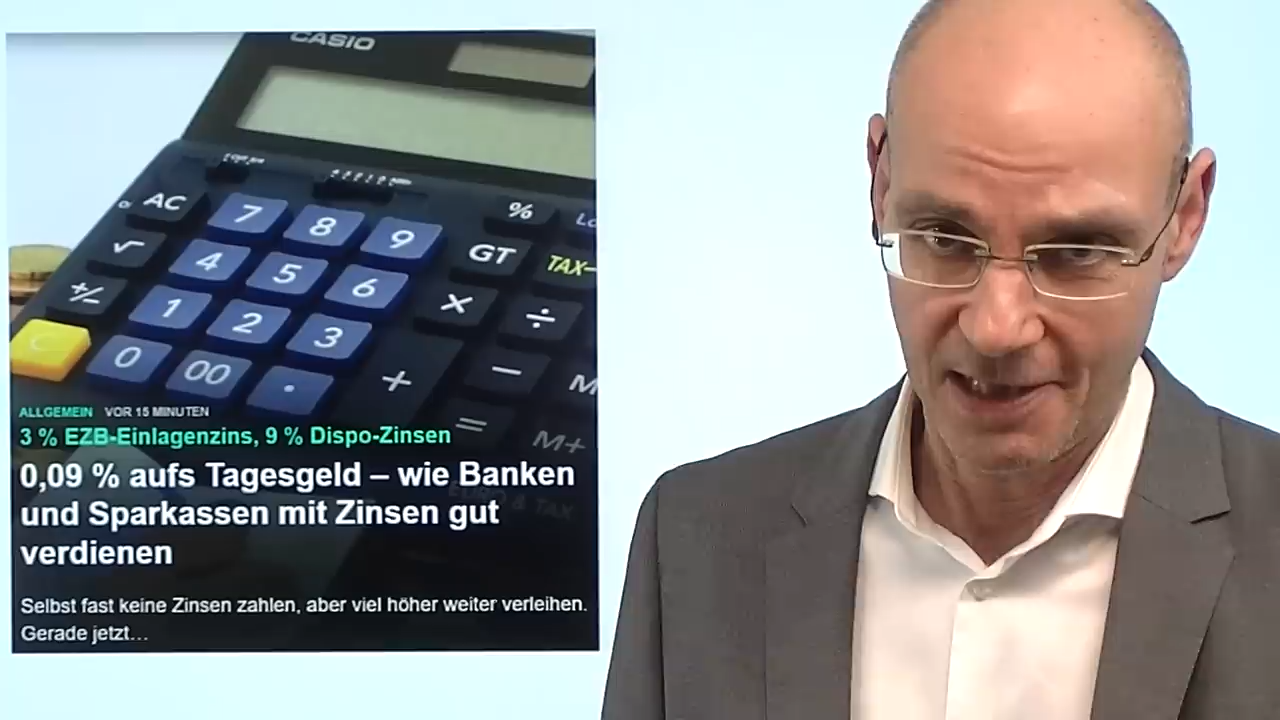 CASIO
AC 7 8 9 % 
√ 4 5 6 GT TAX-
+/- 1 2 3 × ÷
C 0 00 · + − M
= M+
ALLGEMEIN VOR 15 MINUTEN
3 % EZB-Einlagenzins, 9 % Dispo-Zinsen
0,09 % aufs Tagesgeld – wie Banken
und Sparkassen mit Zinsen gut
verdienen
Selbst fast keine Zinsen zahlen, aber viel höher weiter verleihen.
Gerade jetzt…